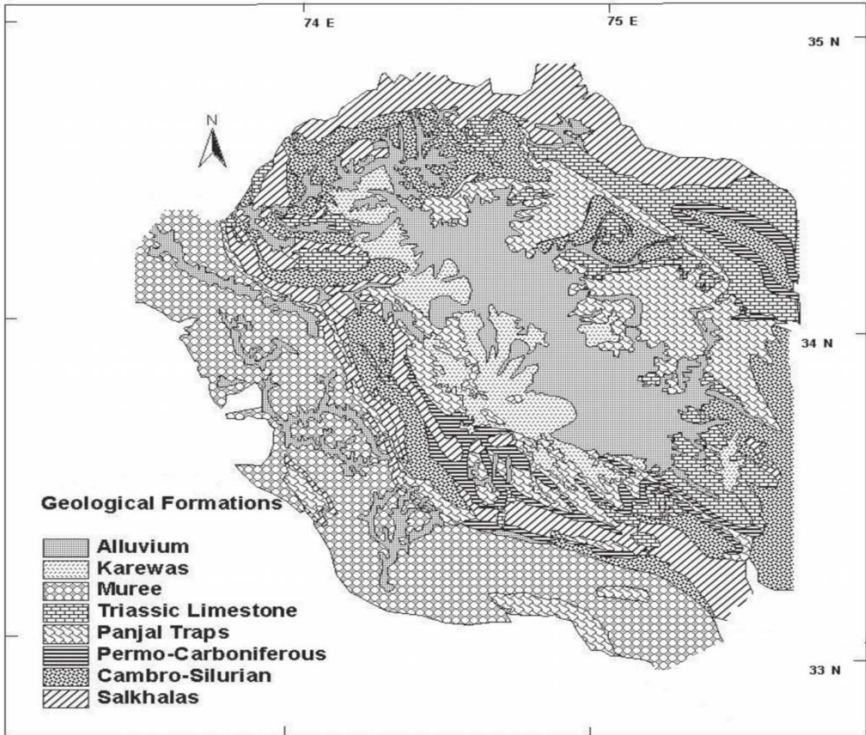 74 E
75 E
35 N
N
34 N
Geological Formations
Alluvium
Karewas
Muree
Triassic Limestone
Panjal Traps
Permo-Carboniferous
Cambro-Silurian
Salkhalas
33 N